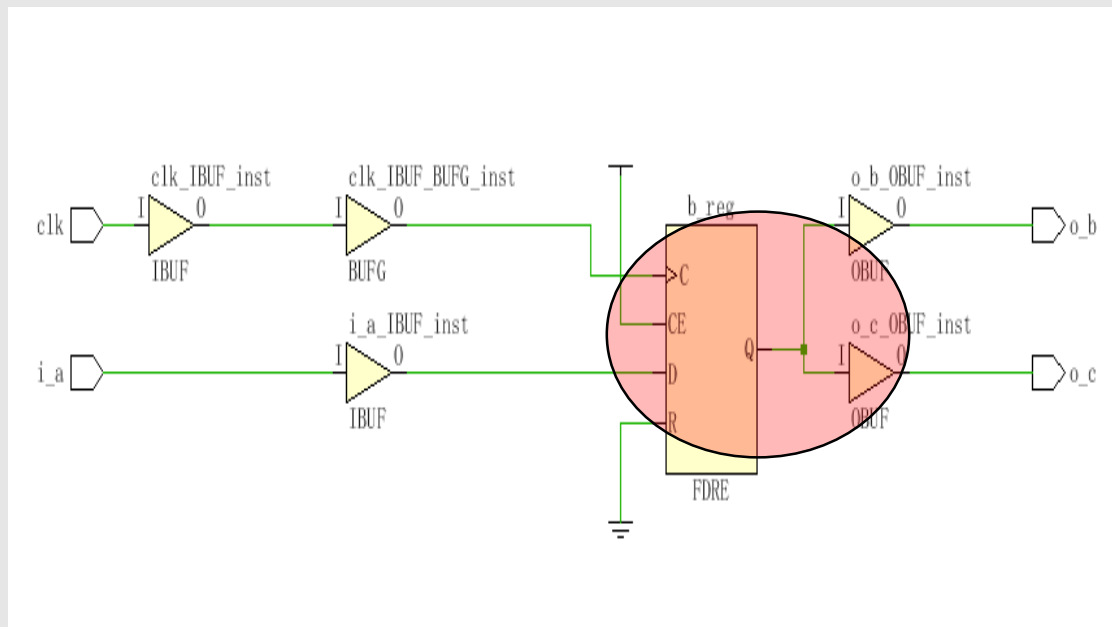 clk_IBUF_inst
clk_IBUF_BUFG_inst
o_b_OBUF_inst
clk
I
O
I
O
b_reg
I
O
o_b
IBUF
BUFG
C
OBUF
i_a_IBUF_inst
CE
o_c_OBUF_inst
i_a
I
O
D
Q
I
O
o_c
IBUF
R
OBUF
FDRE